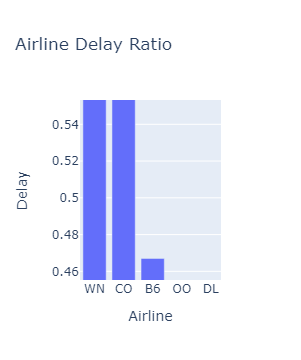 Airline Delay Ratio
0.54
0.52
0.5
0.48
0.46
Delay
WN CO B6 OO DL
Airline